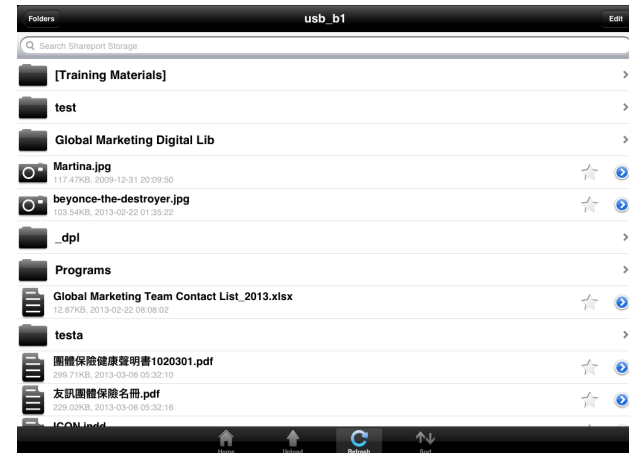 Folders
usb_b1
Edit
Search Shareport Storage
[Training Materials]
test
Global Marketing Digital Lib
Martina.jpg
117.47KB, 2009-12-31 20:09:50
beyonce-the-destroyer.jpg
103.54KB, 2013-02-22 01:35:22
_dpl
Programs
Global Marketing Team Contact List_2013.xlsx
12.87KB, 2013-02-22 08:08:02
testa
團體保險健康聲明書1020301.pdf
299.71KB, 2013-03-06 05:32:10
友訊團體保險名冊.pdf
229.02KB, 2013-03-06 05:32:16
ICON.indd
Home
Upload
Refresh
Sort